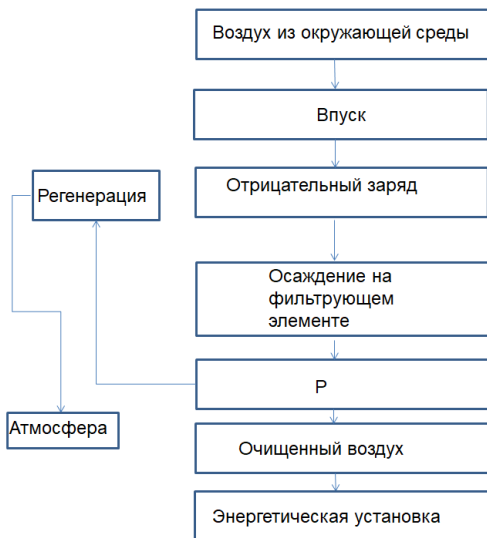 Воздух из окружающей среды
Впуск
Отрицательный заряд
Регенерация
Осаждение на
фильтрующем
элементе
Р
Атмосфера
Очищенный воздух
Энергетическая установка